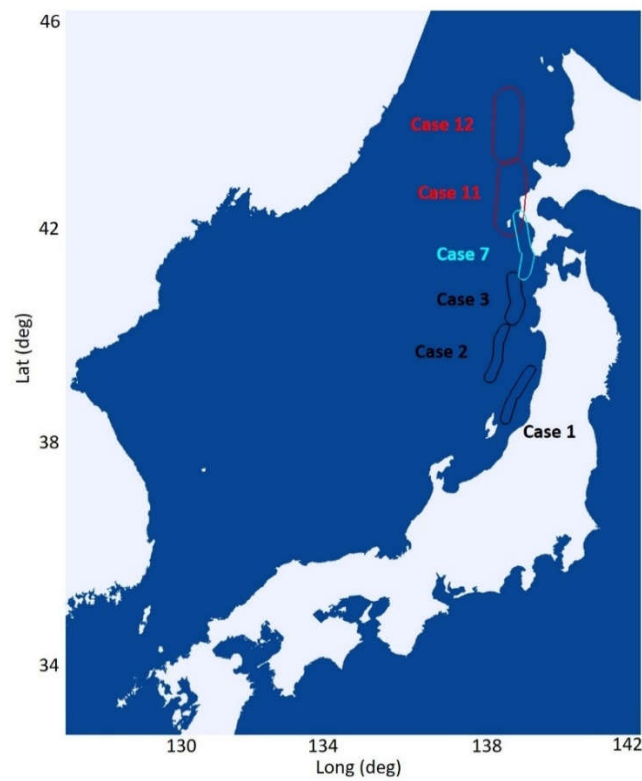 46
Case 12
Case 11
42
Case 7
Case 3
Case 2
Lat (deg)
38
Case 1
34
130 134 138 142
Long (deg)